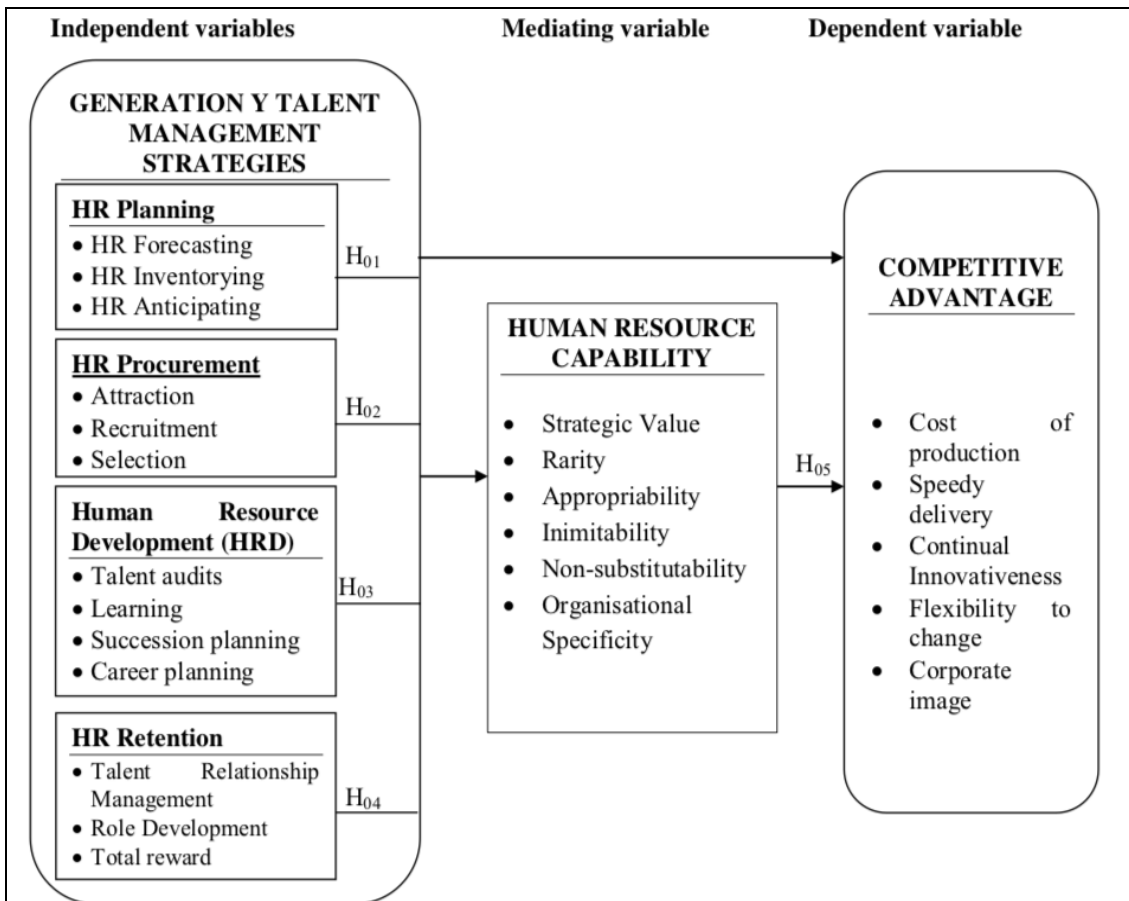 Independent variables
Mediating variable
Dependent variable
GENERATION Y TALENT
MANAGEMENT
STRATEGIES
HR Planning
• HR Forecasting
• HR Inventorying
• HR Anticipating
H01
HR Procurement
• Attraction
• Recruitment
• Selection
H02
Human Resource
Development (HRD)
• Talent audits
• Learning
• Succession planning
• Career planning
H03
HR Retention
• Talent Relationship
Management
• Role Development
• Total reward
H04
HUMAN RESOURCE
CAPABILITY
• Strategic Value
• Rarity
• Appropriability
• Inimitability
• Non-substitutability
• Organisational
Specificity
H05
COMPETITIVE
ADVANTAGE
• Cost of
production
• Speedy
delivery
• Continual
Innovativeness
• Flexibility to
change
• Corporate
image